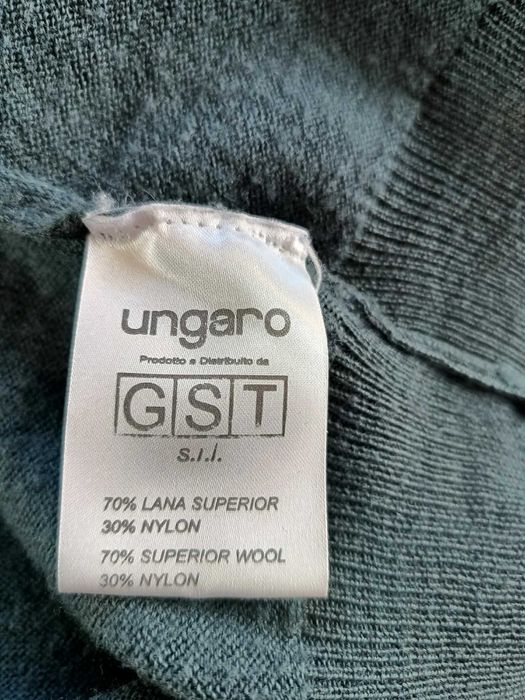 ungaro
Prodotto e Distribuito da
GST
s.r.l.
70% LANA SUPERIOR
30% NYLON
70% SUPERIOR WOOL
30% NYLON